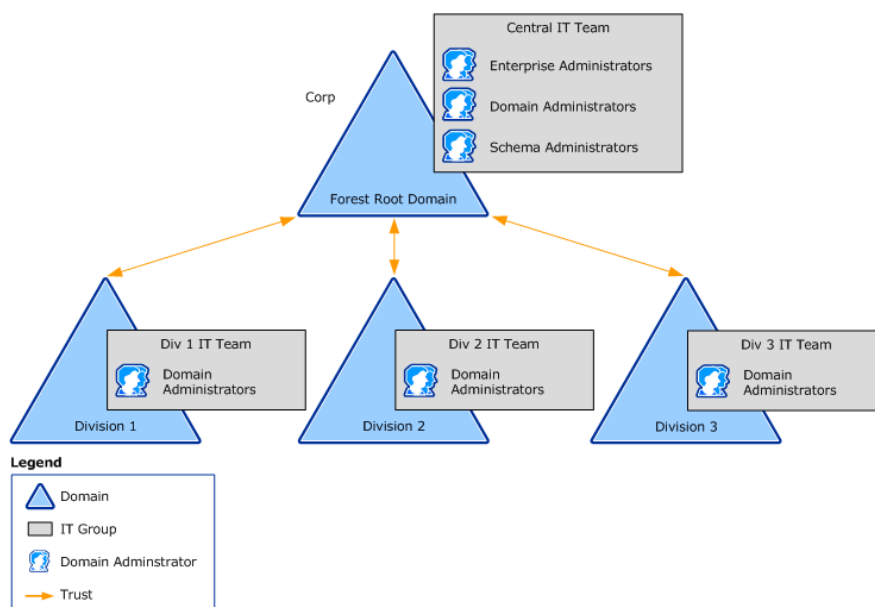 Central IT Team
Enterprise Administrators
Corp
Domain Administrators
Schema Administrators
Forest Root Domain
Div 1 IT Team
Domain
Administrators
Division 1
Div 2 IT Team
Domain
Administrators
Division 2
Div 3 IT Team
Domain
Administrators
Division 3
Legend
Domain
IT Group
Domain Adminstrator
Trust